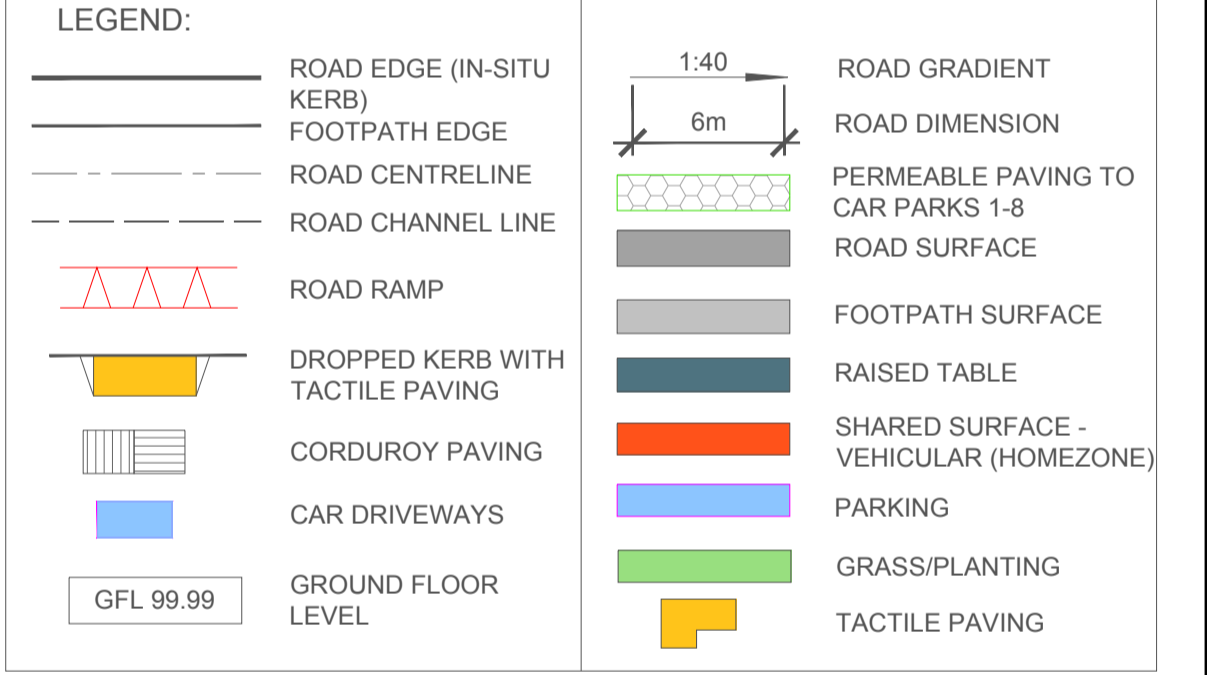 LEGEND:
ROAD EDGE (IN-SITU
KERB)
FOOTPATH EDGE
ROAD CENTRELINE
ROAD CHANNEL LINE
ROAD RAMP
DROPPED KERB WITH
TACTILE PAVING
CORDUROY PAVING
CAR DRIVEWAYS
GFL 99.99
GROUND FLOOR
LEVEL
1:40
ROAD GRADIENT
6m
ROAD DIMENSION
PERMEABLE PAVING TO
CAR PARKS 1-8
ROAD SURFACE
FOOTPATH SURFACE
RAISED TABLE
SHARED SURFACE -
VEHICULAR (HOMEZONE)
PARKING
GRASS/PLANTING
TACTILE PAVING